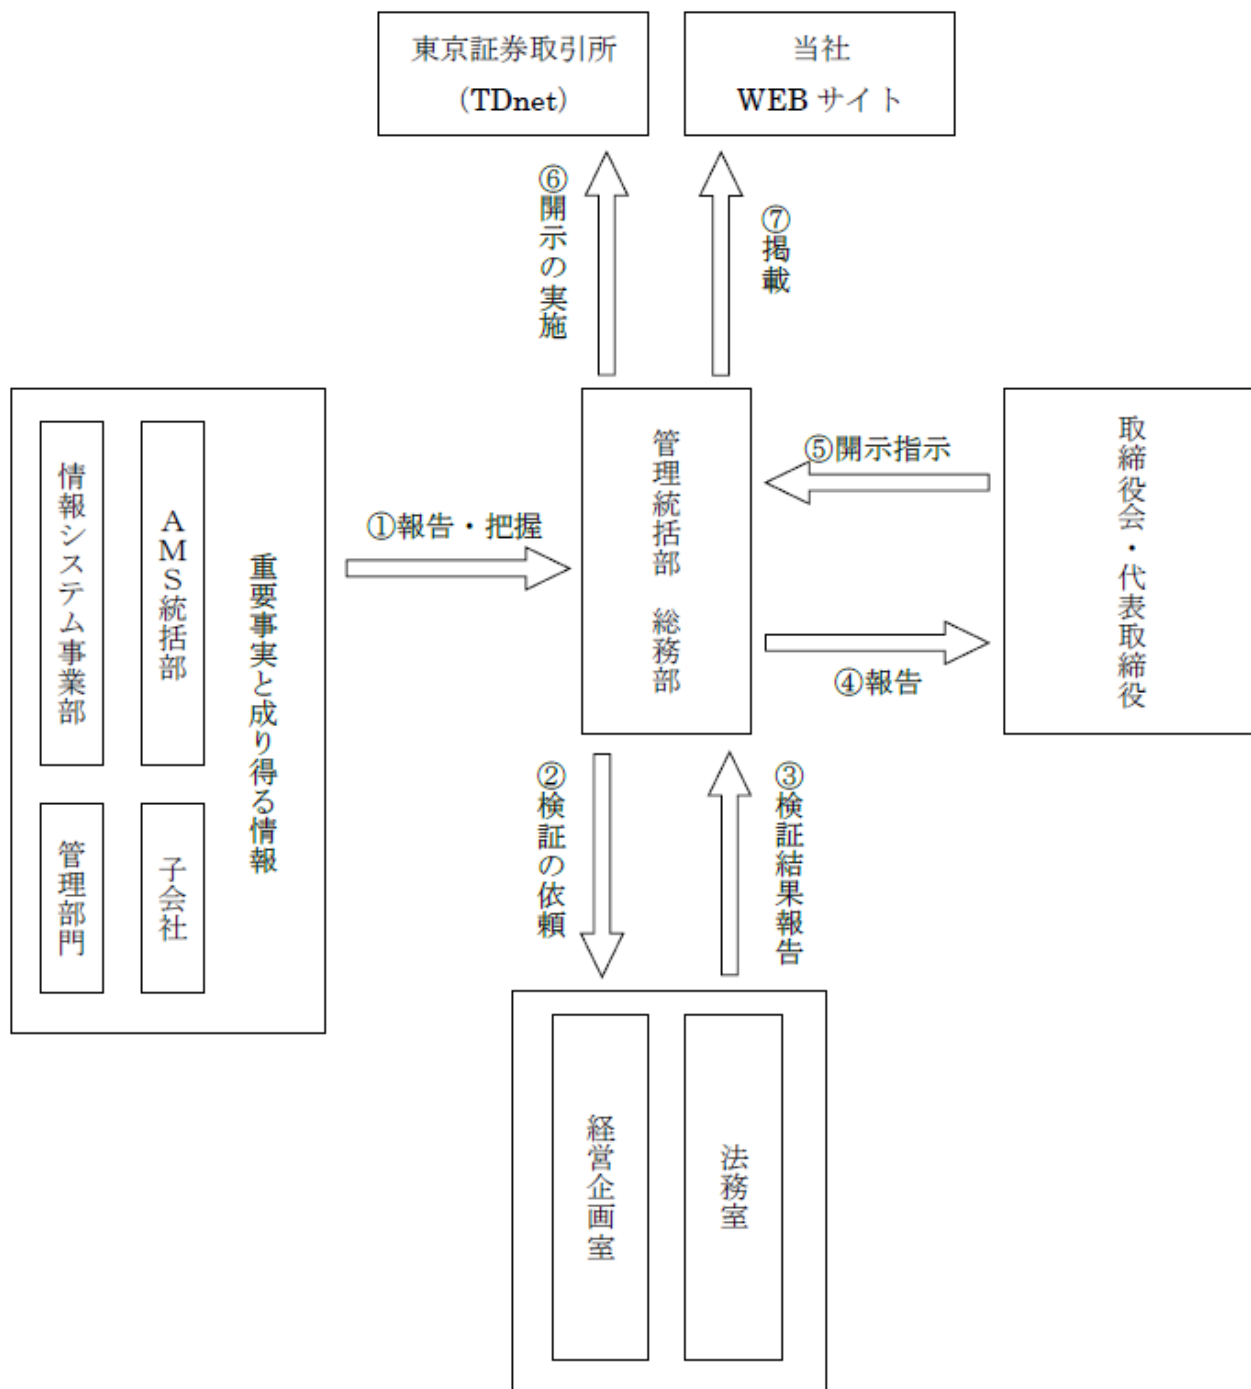 東京証券取引所
（TDnet）
当社
WEB サイト
⑥開示の実施
⑦掲載
情報システム事業部
AMS統括部
重要事実と成り得る情報
管理部門
子会社
①報告・把握
管理統括部 総務部
⑤開示指示
④報告
取締役会・代表取締役
②検証の依頼
③検証結果報告
経営企画室
法務室